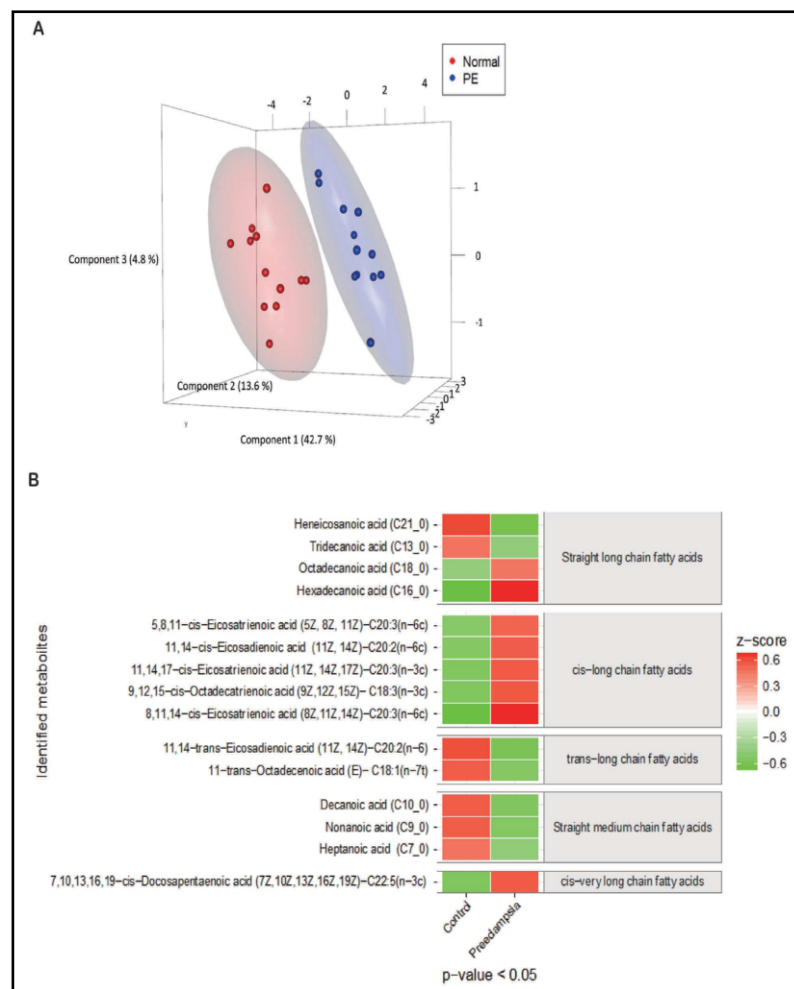 A
Normal
PE
-4
-2
0
2
4
1
0
-1
Component 3 (4.8 %)
Component 2 (13.6 %)
Component 1 (42.7 %)
Y
-3
-2
-1
0
1
2
3
B
Identified metabolites
Heneicosanoic acid (C21_0)
Tridecanoic acid (C13_0)
Octadecanoic acid (C18_0)
Hexadecanoic acid (C16_0)
Straight long chain fatty acids
5,8,11-cis-Eicosatrienoic acid (5Z, 8Z, 11Z)-C20:3(n-6c)
11,14-cis-Eicosadienoic acid (11Z, 14Z)-C20:2(n-6c)
11,14,17-cis-Eicosatrienoic acid (11Z, 14Z,17Z)-C20:3(n-3c)
9,12,15-cis-Octadecatrienoic acid (9Z,12Z,15Z)- C18:3(n-3c)
8,11,14-cis-Eicosatrienoic acid (8Z,11Z,14Z)-C20:3(n-6c)
cis-long chain fatty acids
11,14-trans-Eicosadienoic acid (11Z, 14Z)-C20:2(n-6)
11-trans-Octadecenoic acid (E)- C18:1(n-7t)
trans-long chain fatty acids
Decanoic acid (C10_0)
Nonanoic acid (C9_0)
Heptanoic acid (C7_0)
Straight medium chain fatty acids
7,10,13,16,19-cis-Docosapentaenoic acid (7Z,10Z,13Z,16Z,19Z)-C22:5(n-3c)
cis-very long chain fatty acids
z-score
0.6
0.3
0.0
-0.3
-0.6
Control
Preedampsia
p-value < 0.05